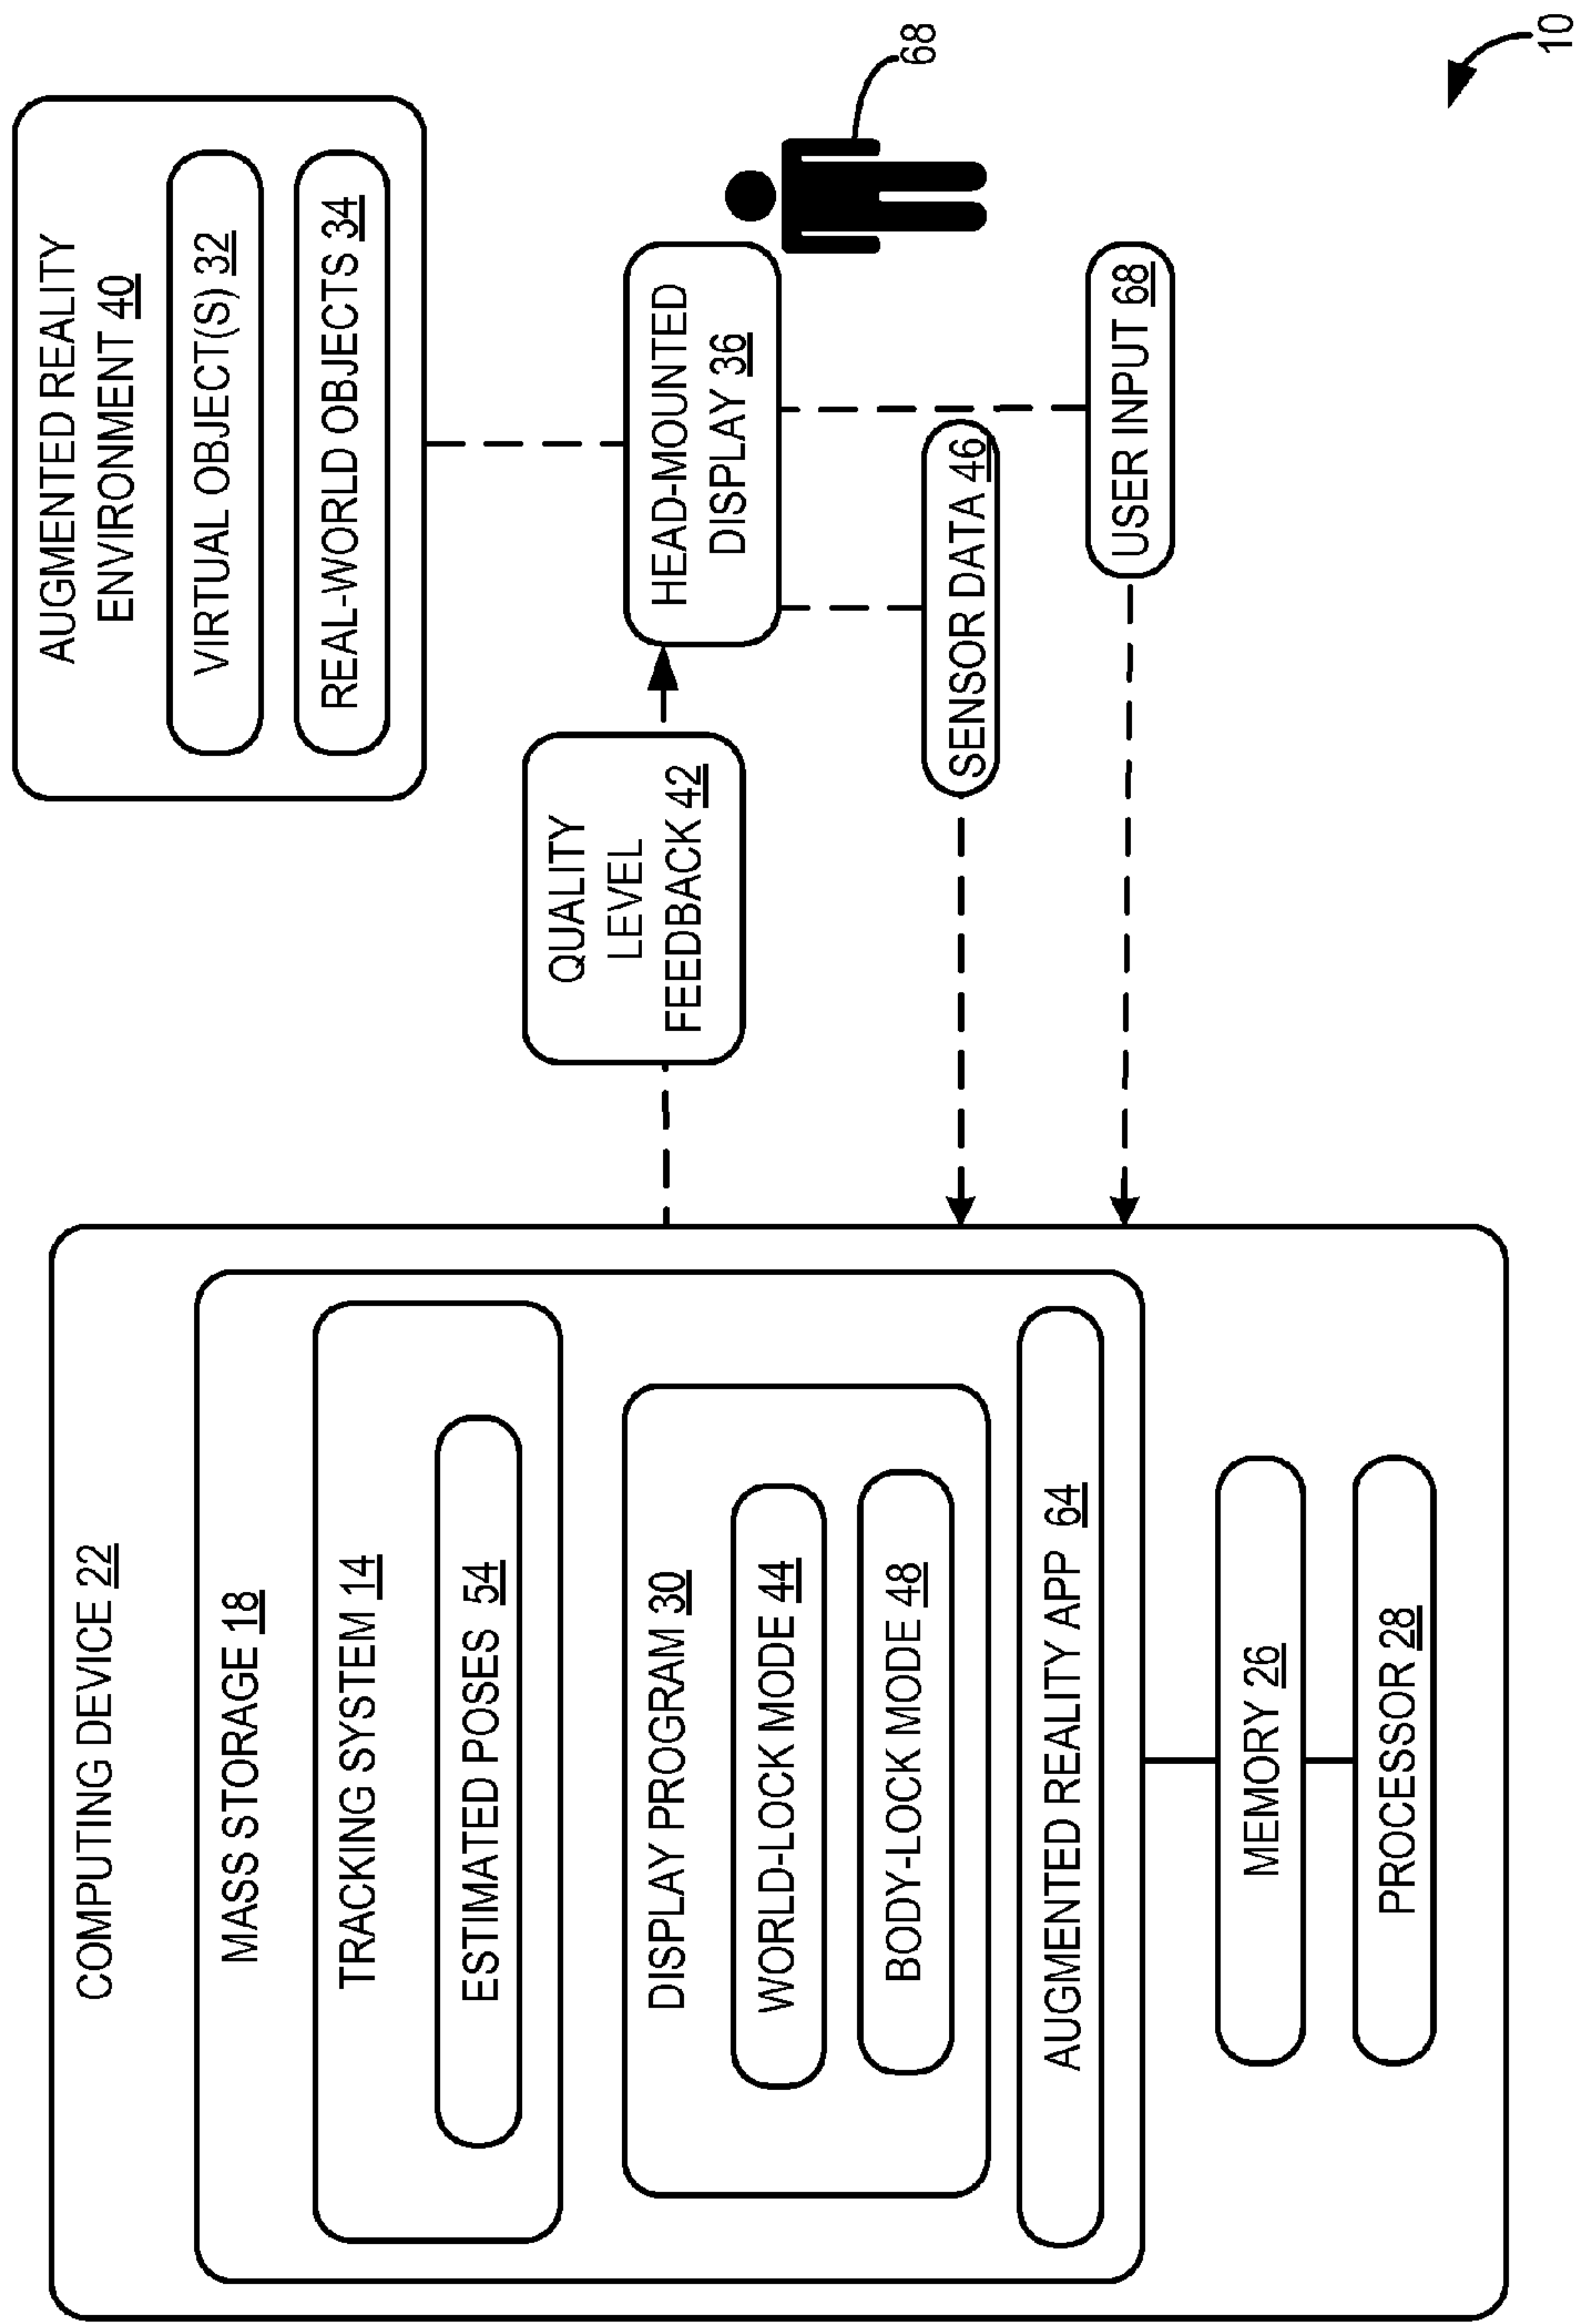 COMPUTING DEVICE 22
MASS STORAGE 18
TRACKING SYSTEM 14
ESTIMATED POSES 54
DISPLAY PROGRAM 30
WORLD-LOCK MODE 44
BODY-LOCK MODE 48
AUGMENTED REALITY APP 64
MEMORY 26
PROCESSOR 28
QUALITY
LEVEL
FEEDBACK 42
AUGMENTED REALITY
ENVIRONMENT 40
VIRTUAL OBJECT(S) 32
REAL-WORLD OBJECTS 34
HEAD-MOUNTED
DISPLAY 36
68
SENSOR DATA 46
USER INPUT 68
10